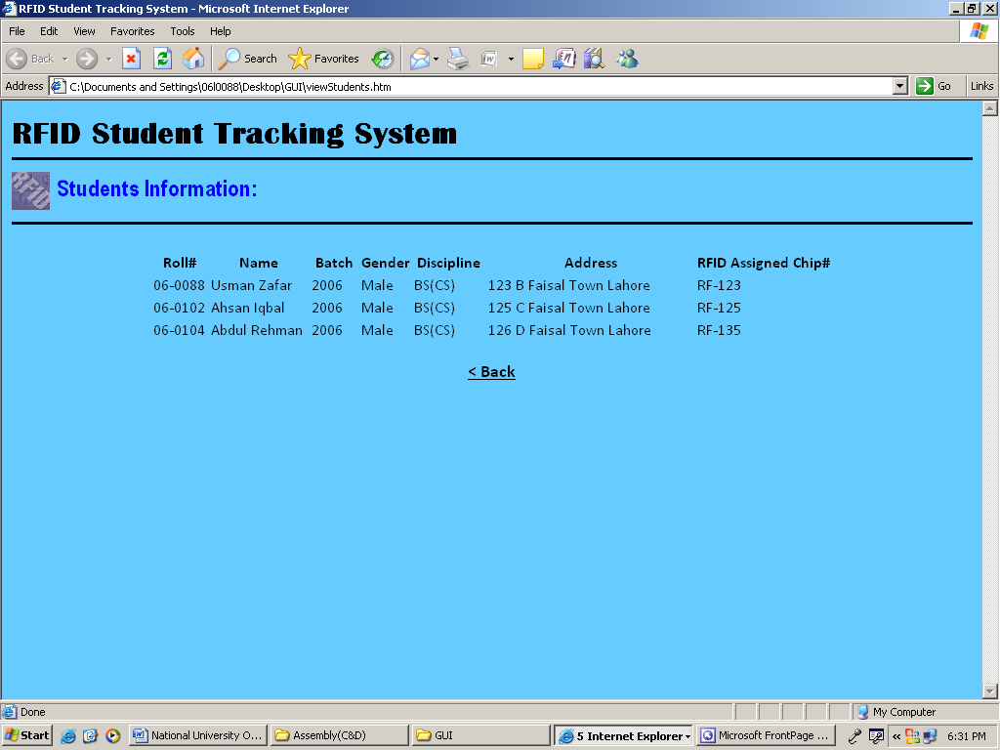 RFID Student Tracking System - Microsoft Internet Explorer
File Edit View Favorites Tools Help
Back Search Favorites
Address C:\Documents and Settings\06l0088\Desktop\GUI\viewStudents.htm Go Links
RFID Student Tracking System
RFID Students Information:
Roll# Name Batch Gender Discipline Address RFID Assigned Chip#
06-0088 Usman Zafar 2006 Male BS(CS) 123 B Faisal Town Lahore RF-123
06-0102 Ahsan Iqbal 2006 Male BS(CS) 125 C Faisal Town Lahore RF-125
06-0104 Abdul Rehman 2006 Male BS(CS) 126 D Faisal Town Lahore RF-135
< Back
Done My Computer
Start National University O... Assembly(C&D) GUI 5 Internet Explorer Microsoft FrontPage ... « 6:31 PM